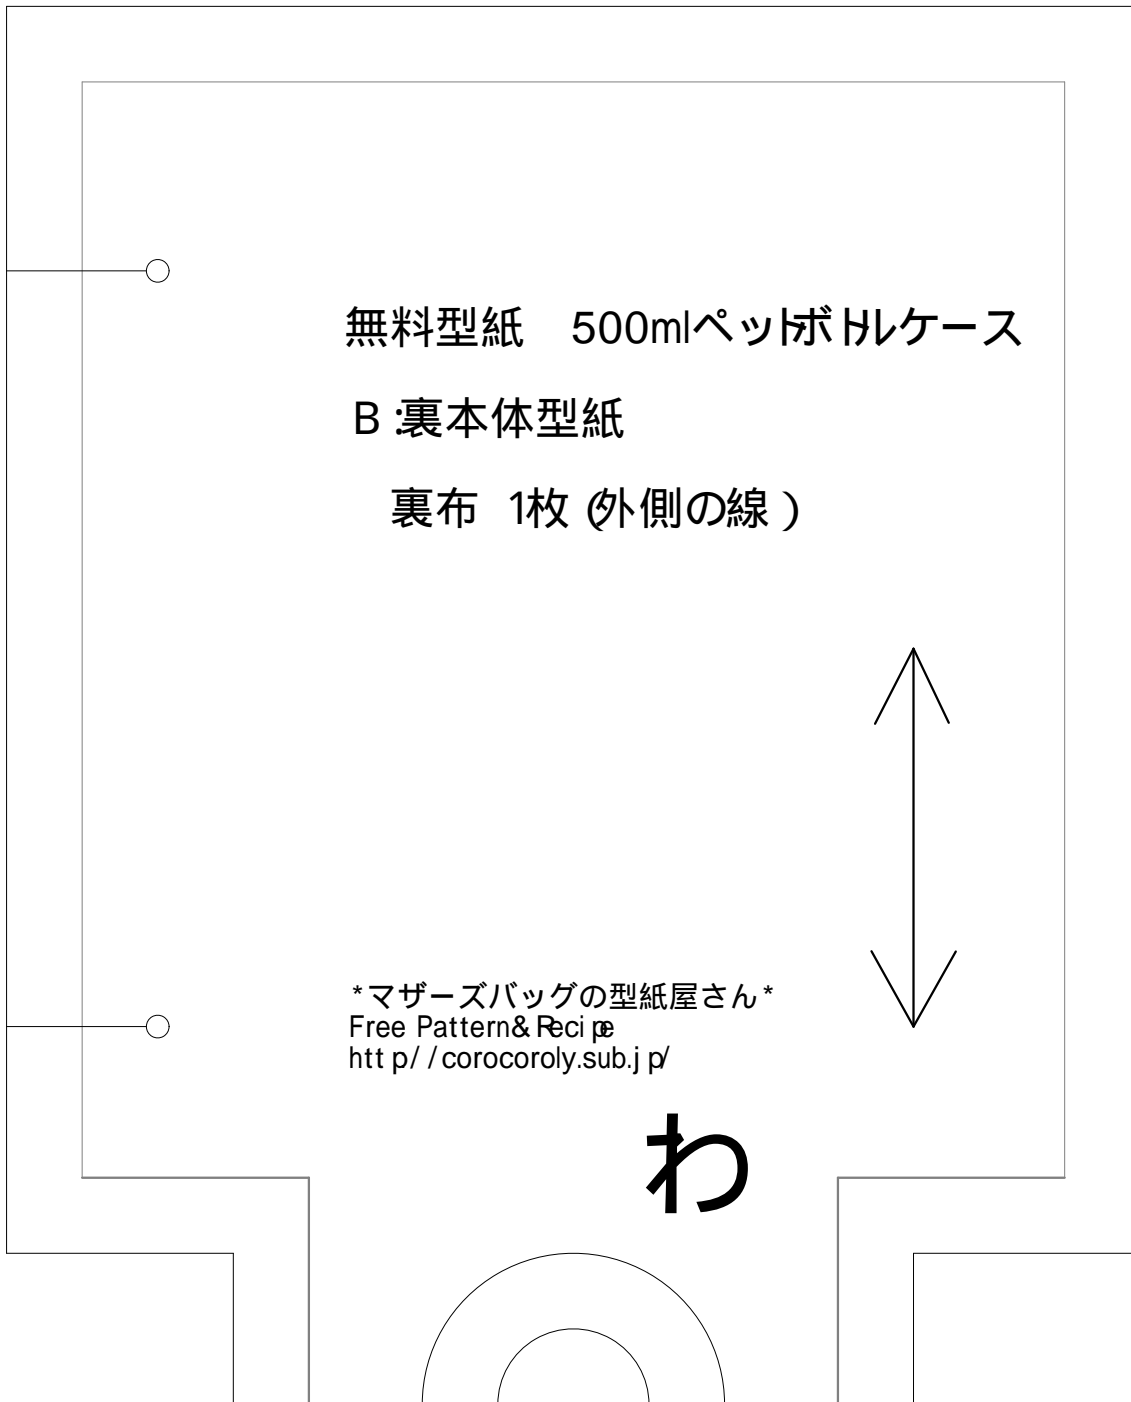 無料型紙　500mlペットボトルケース
B：裏本体型紙
裏布 1枚（外側の線）
*マザーズバッグの型紙屋さん*
Free Pattern&Recipe
http//corocoroly.sub.jp/
わ